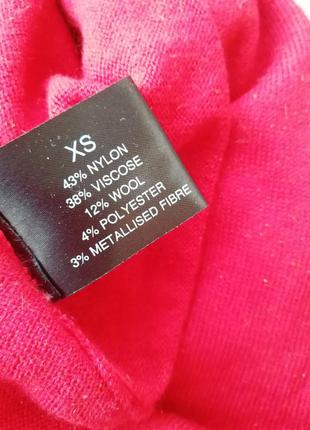 XS
43% NYLON
38% VISCOSE
12% WOOL
4% POLYESTER
3% METALLISED FIBRE